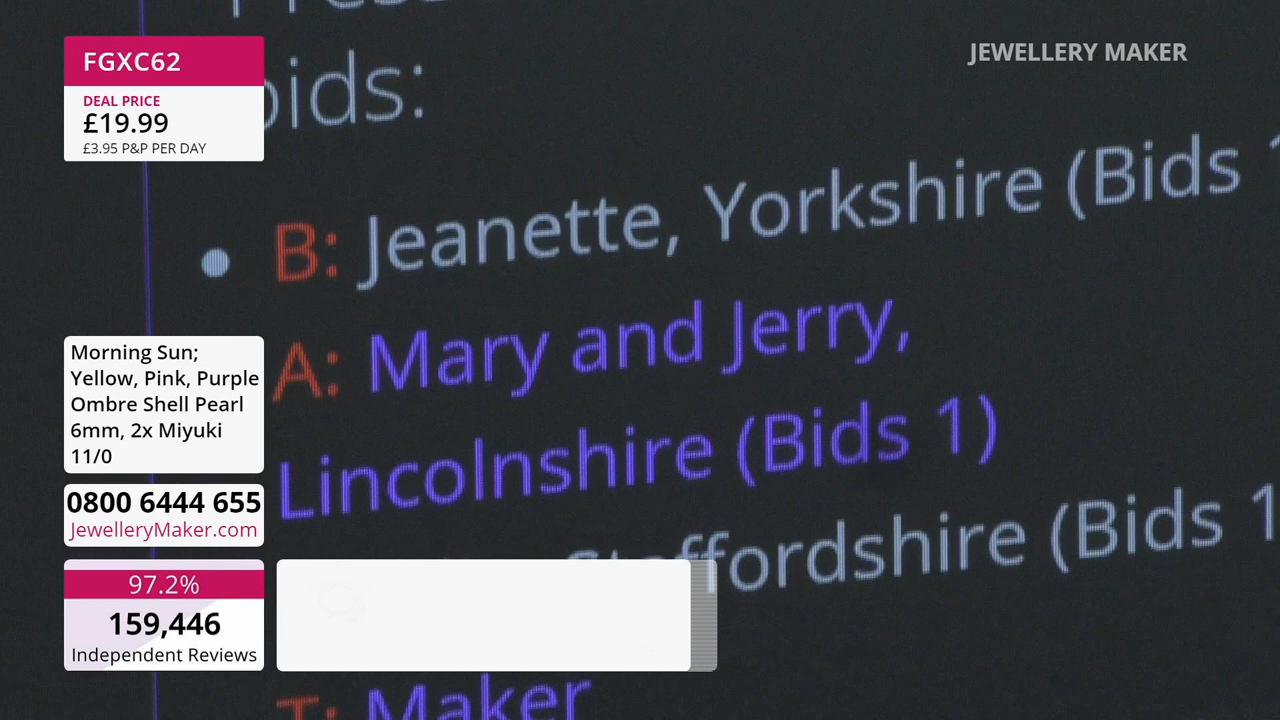 FGXC62
DEAL PRICE
£19.99
£3.95 P&P PER DAY
JEWELLERY MAKER
bids:
B: Jeanette, Yorkshire (Bids
A: Mary and Jerry,
Lincolnshire (Bids 1)
Staffordshire (Bids 1
T: Maker
Morning Sun;
Yellow, Pink, Purple
Ombre Shell Pearl
6mm, 2x Miyuki
11/0
0800 6444 655
JewelleryMaker.com
97.2%
159,446
Independent Reviews